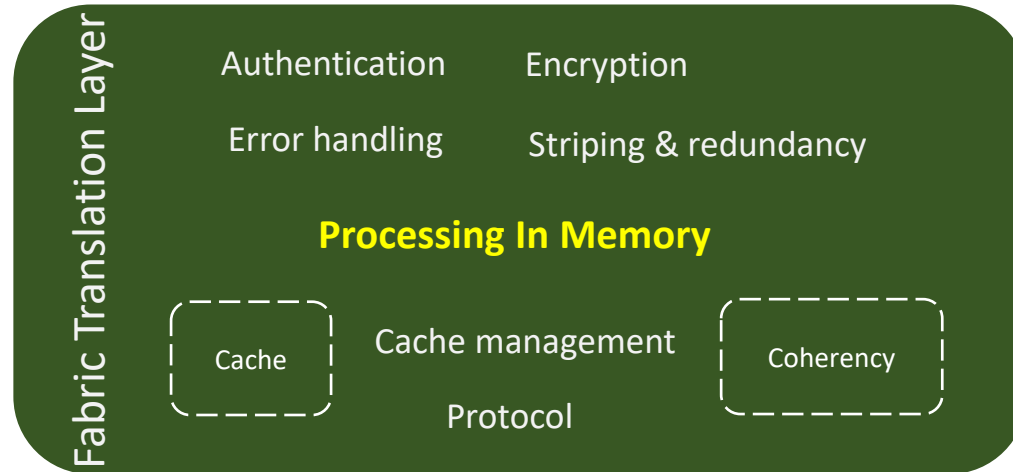 Fabric Translation Layer
Authentication
Encryption
Error handling
Striping & redundancy
Processing In Memory
Cache
Cache management
Coherency
Protocol